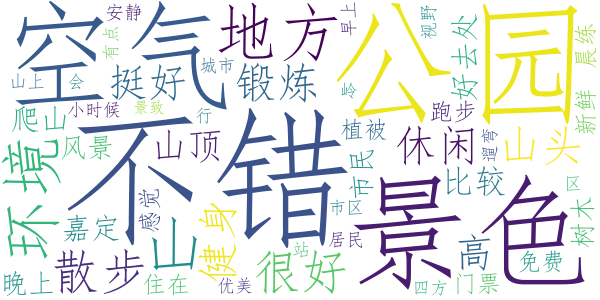 安静
有点
早上
视野
晨练
空气
地方
公园
好去处
山上
会
城市
挺好
锻炼
岭
新鲜
小时候
景致
行
爬山
跑步
不错
植被
风景
山顶
休闲
遛弯
山头
环境
市民
比较
感觉
区
嘉定
山
健身
市区
景色
树木
居民
高
站
晚上
散步
住在
很好
免费
优美
四方
门票